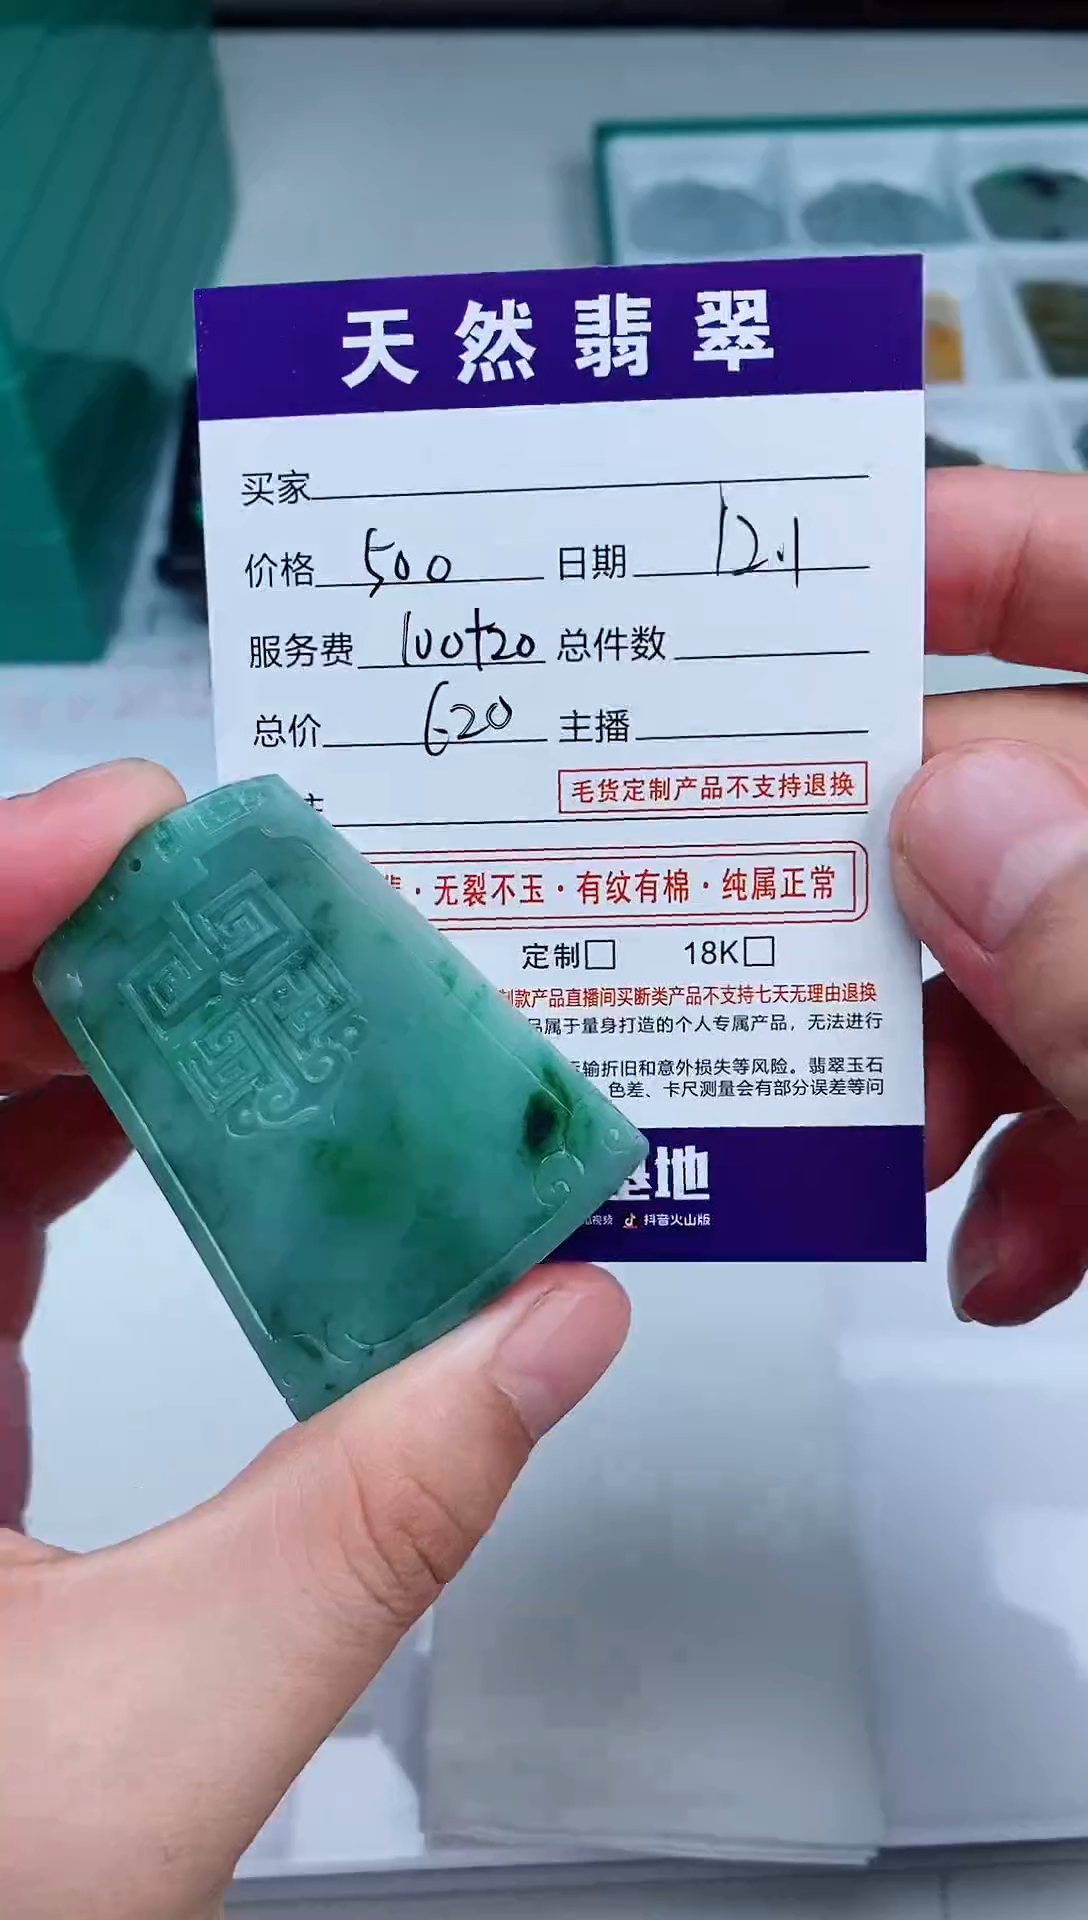 天然翡翠
买家
价格 500 日期 12.1
服务费 100+20 总件数
总价 620 主播
毛货定制产品不支持退换
·无裂不玉·有纹有棉·纯属正常
定制□ 18K□
制款产品直播间买断类产品不支持七天无理由退换
品属于量身打造的个人专属产品，无法进行
运输折旧和意外损失等风险。翡翠玉石
色差、卡尺测量会有部分误差等问
基地
视频 抖音火山版